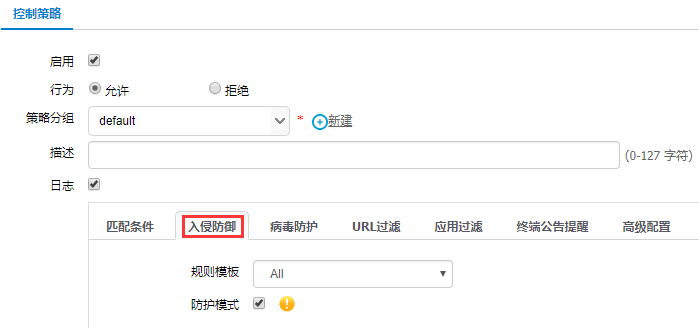 控制策略
启用
行为 允许 拒绝
策略分组 default * 新建
描述 (0-127 字符)
日志
匹配条件 入侵防御 病毒防护 URL过滤 应用过滤 终端公告提醒 高级配置
规则模板 All
防护模式